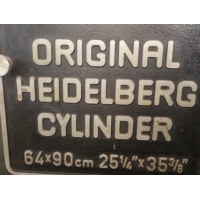 ORIGINAL
HEIDELBERG
CYLINDER
64×90cm 25¼"×35⅜"